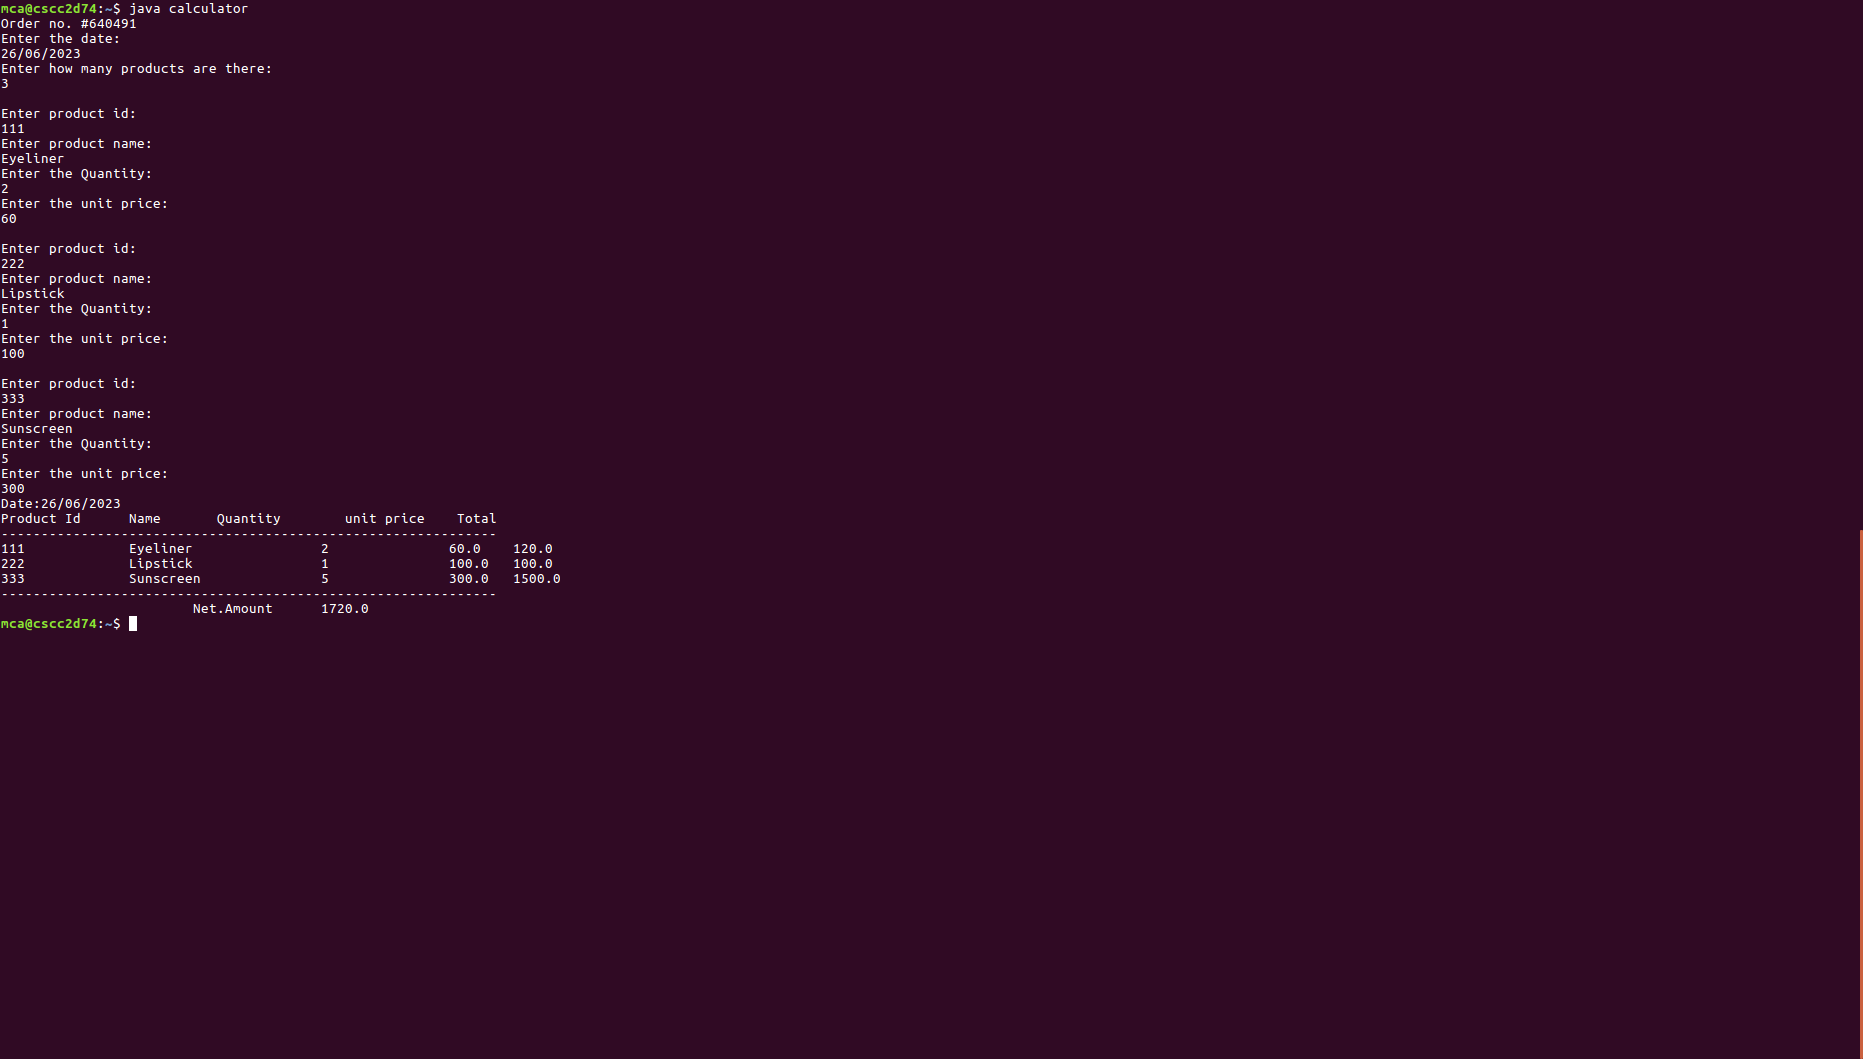 mca@cscc2d74:~$ java calculator
Order no. #640491
Enter the date:
26/06/2023
Enter how many products are there:
3
Enter product id:
111
Enter product name:
Eyeliner
Enter the Quantity:
2
Enter the unit price:
60
Enter product id:
222
Enter product name:
Lipstick
Enter the Quantity:
1
Enter the unit price:
100
Enter product id:
333
Enter product name:
Sunscreen
Enter the Quantity:
5
Enter the unit price:
300
Date:26/06/2023
Product Id      Name       Quantity        unit price    Total
--------------------------------------------------------------
111             Eyeliner                2               60.0    120.0
222             Lipstick                1               100.0   100.0
333             Sunscreen               5               300.0   1500.0
--------------------------------------------------------------
                        Net.Amount      1720.0
mca@cscc2d74:~$